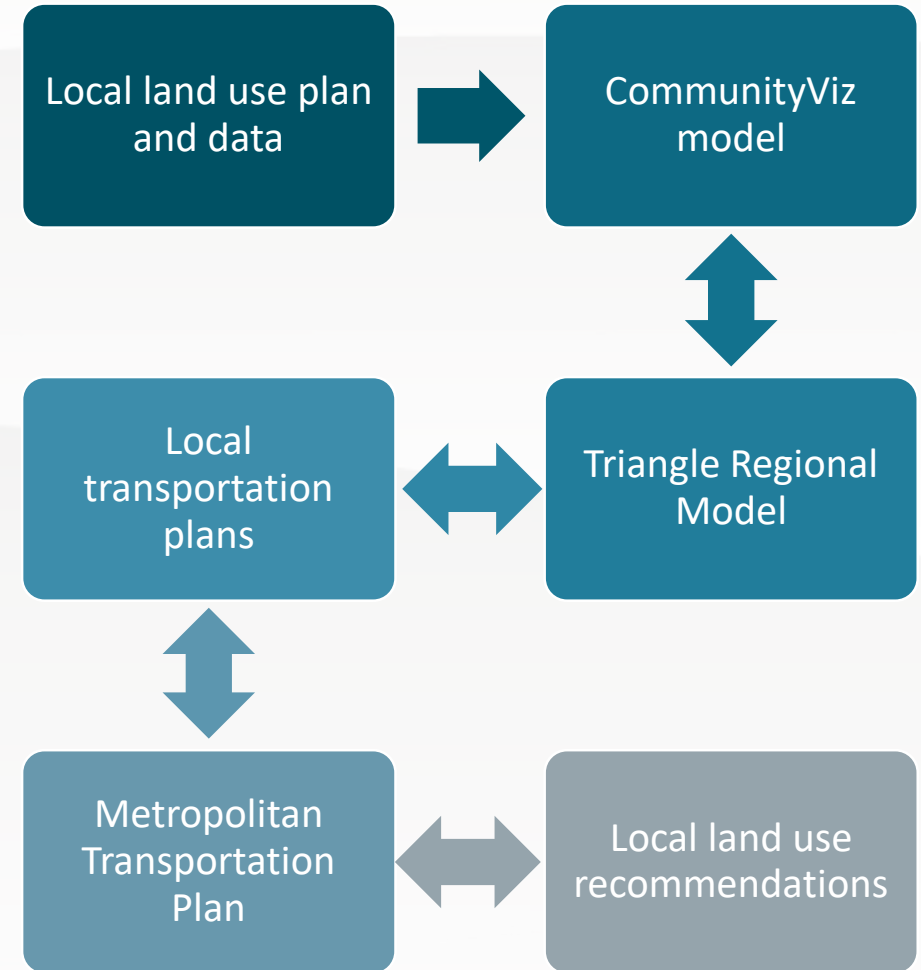 Local land use plan
and data
CommunityViz
model
Local
transportation
plans
Triangle Regional
Model
Metropolitan
Transportation
Plan
Local land use
recommendations